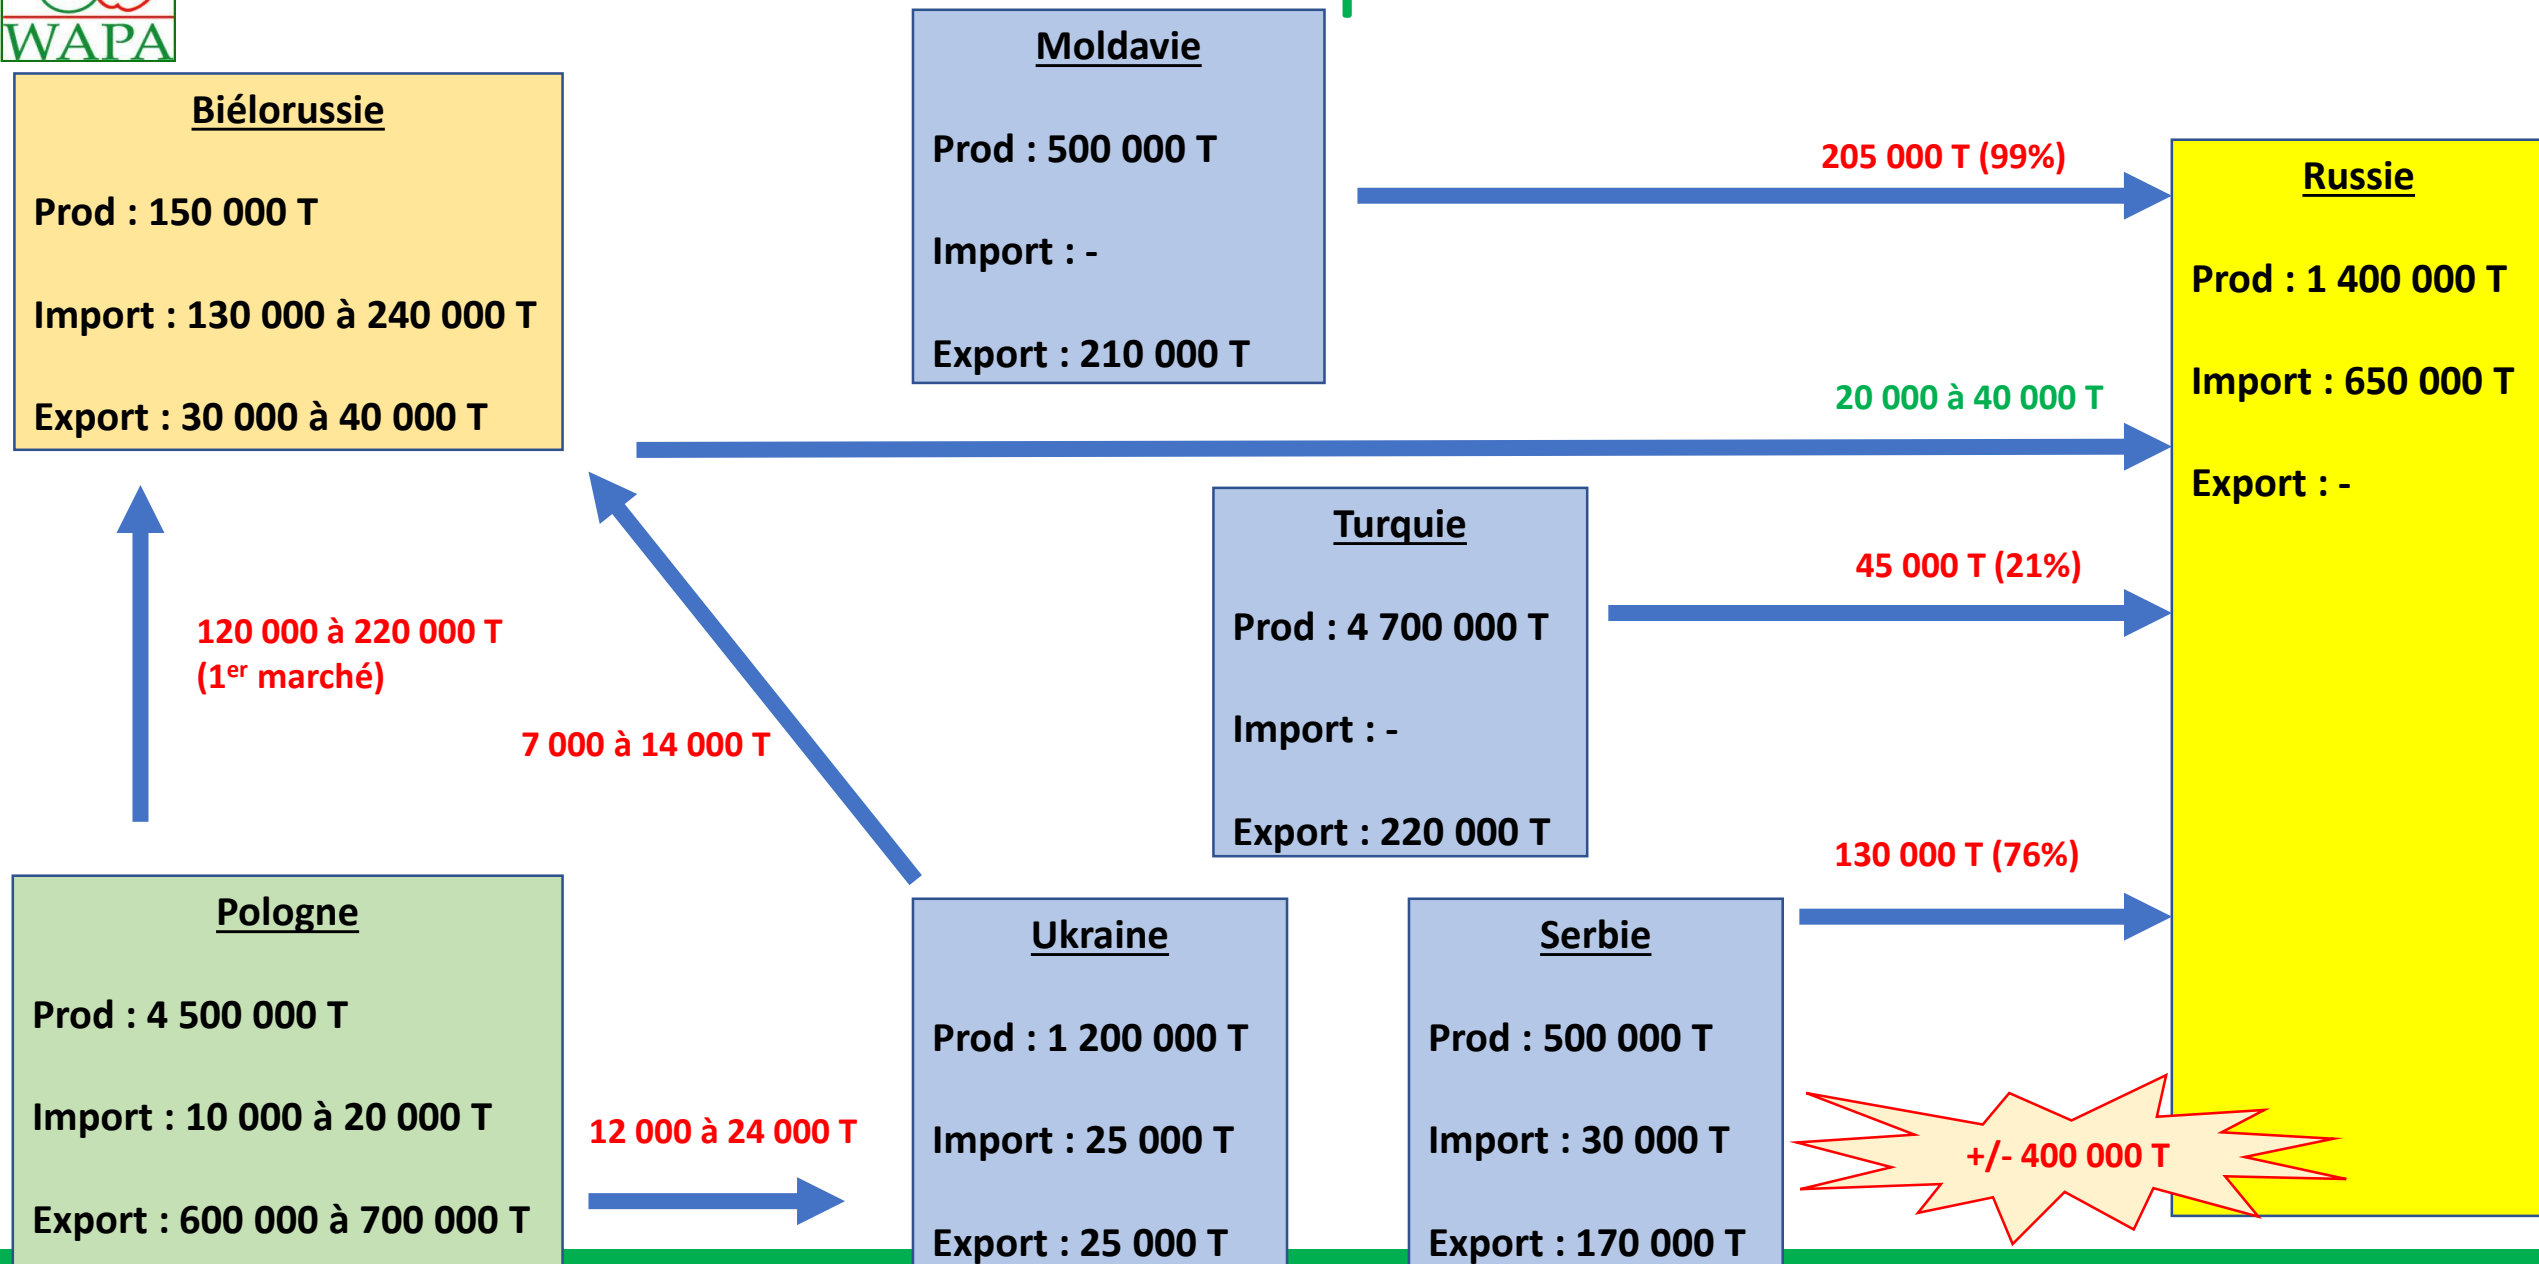 WAPA
Biélorussie
Prod : 150 000 T
Import : 130 000 à 240 000 T
Export : 30 000 à 40 000 T
Moldavie
Prod : 500 000 T
Import : -
Export : 210 000 T
205 000 T (99%)
Russie
Prod : 1 400 000 T
Import : 650 000 T
Export : -
20 000 à 40 000 T
Turquie
Prod : 4 700 000 T
Import : -
Export : 220 000 T
45 000 T (21%)
120 000 à 220 000 T
(1er marché)
7 000 à 14 000 T
130 000 T (76%)
Pologne
Prod : 4 500 000 T
Import : 10 000 à 20 000 T
Export : 600 000 à 700 000 T
12 000 à 24 000 T
Ukraine
Prod : 1 200 000 T
Import : 25 000 T
Export : 25 000 T
Serbie
Prod : 500 000 T
Import : 30 000 T
Export : 170 000 T
+/- 400 000 T